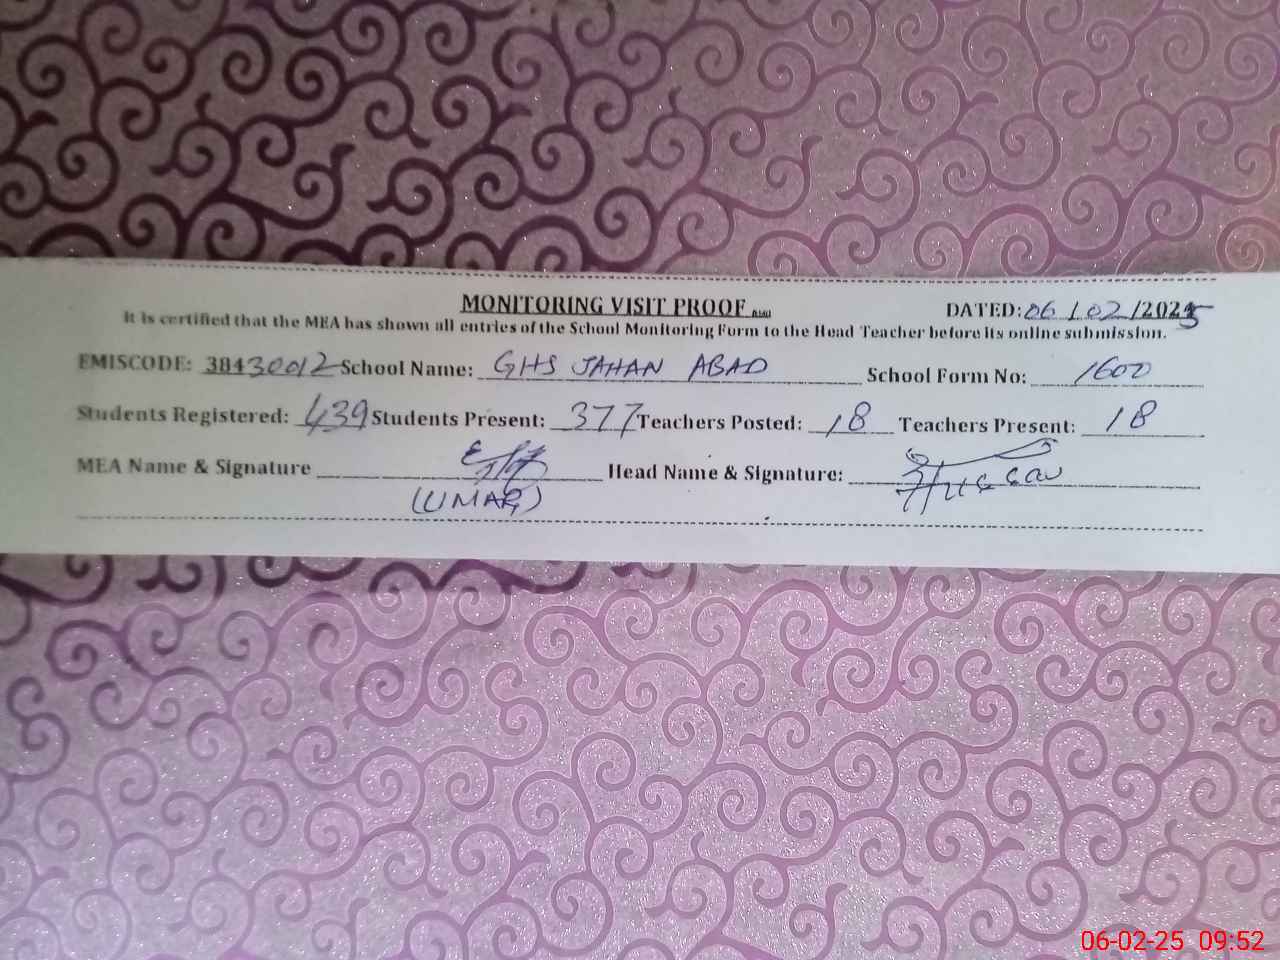 MONITORING VISIT PROOF
DATED: 06/02/2025
It is certified that the MEA has shown all entries of the School Monitoring Form to the Head Teacher before its online submission.
EMISCODE: 38430012 School Name: GHS JAHAN ABAD School Form No: 1600
Students Registered: 439 Students Present: 377 Teachers Posted: 18 Teachers Present: 18
MEA Name & Signature Head Name & Signature:
(UMAR)
06-02-25 09:52